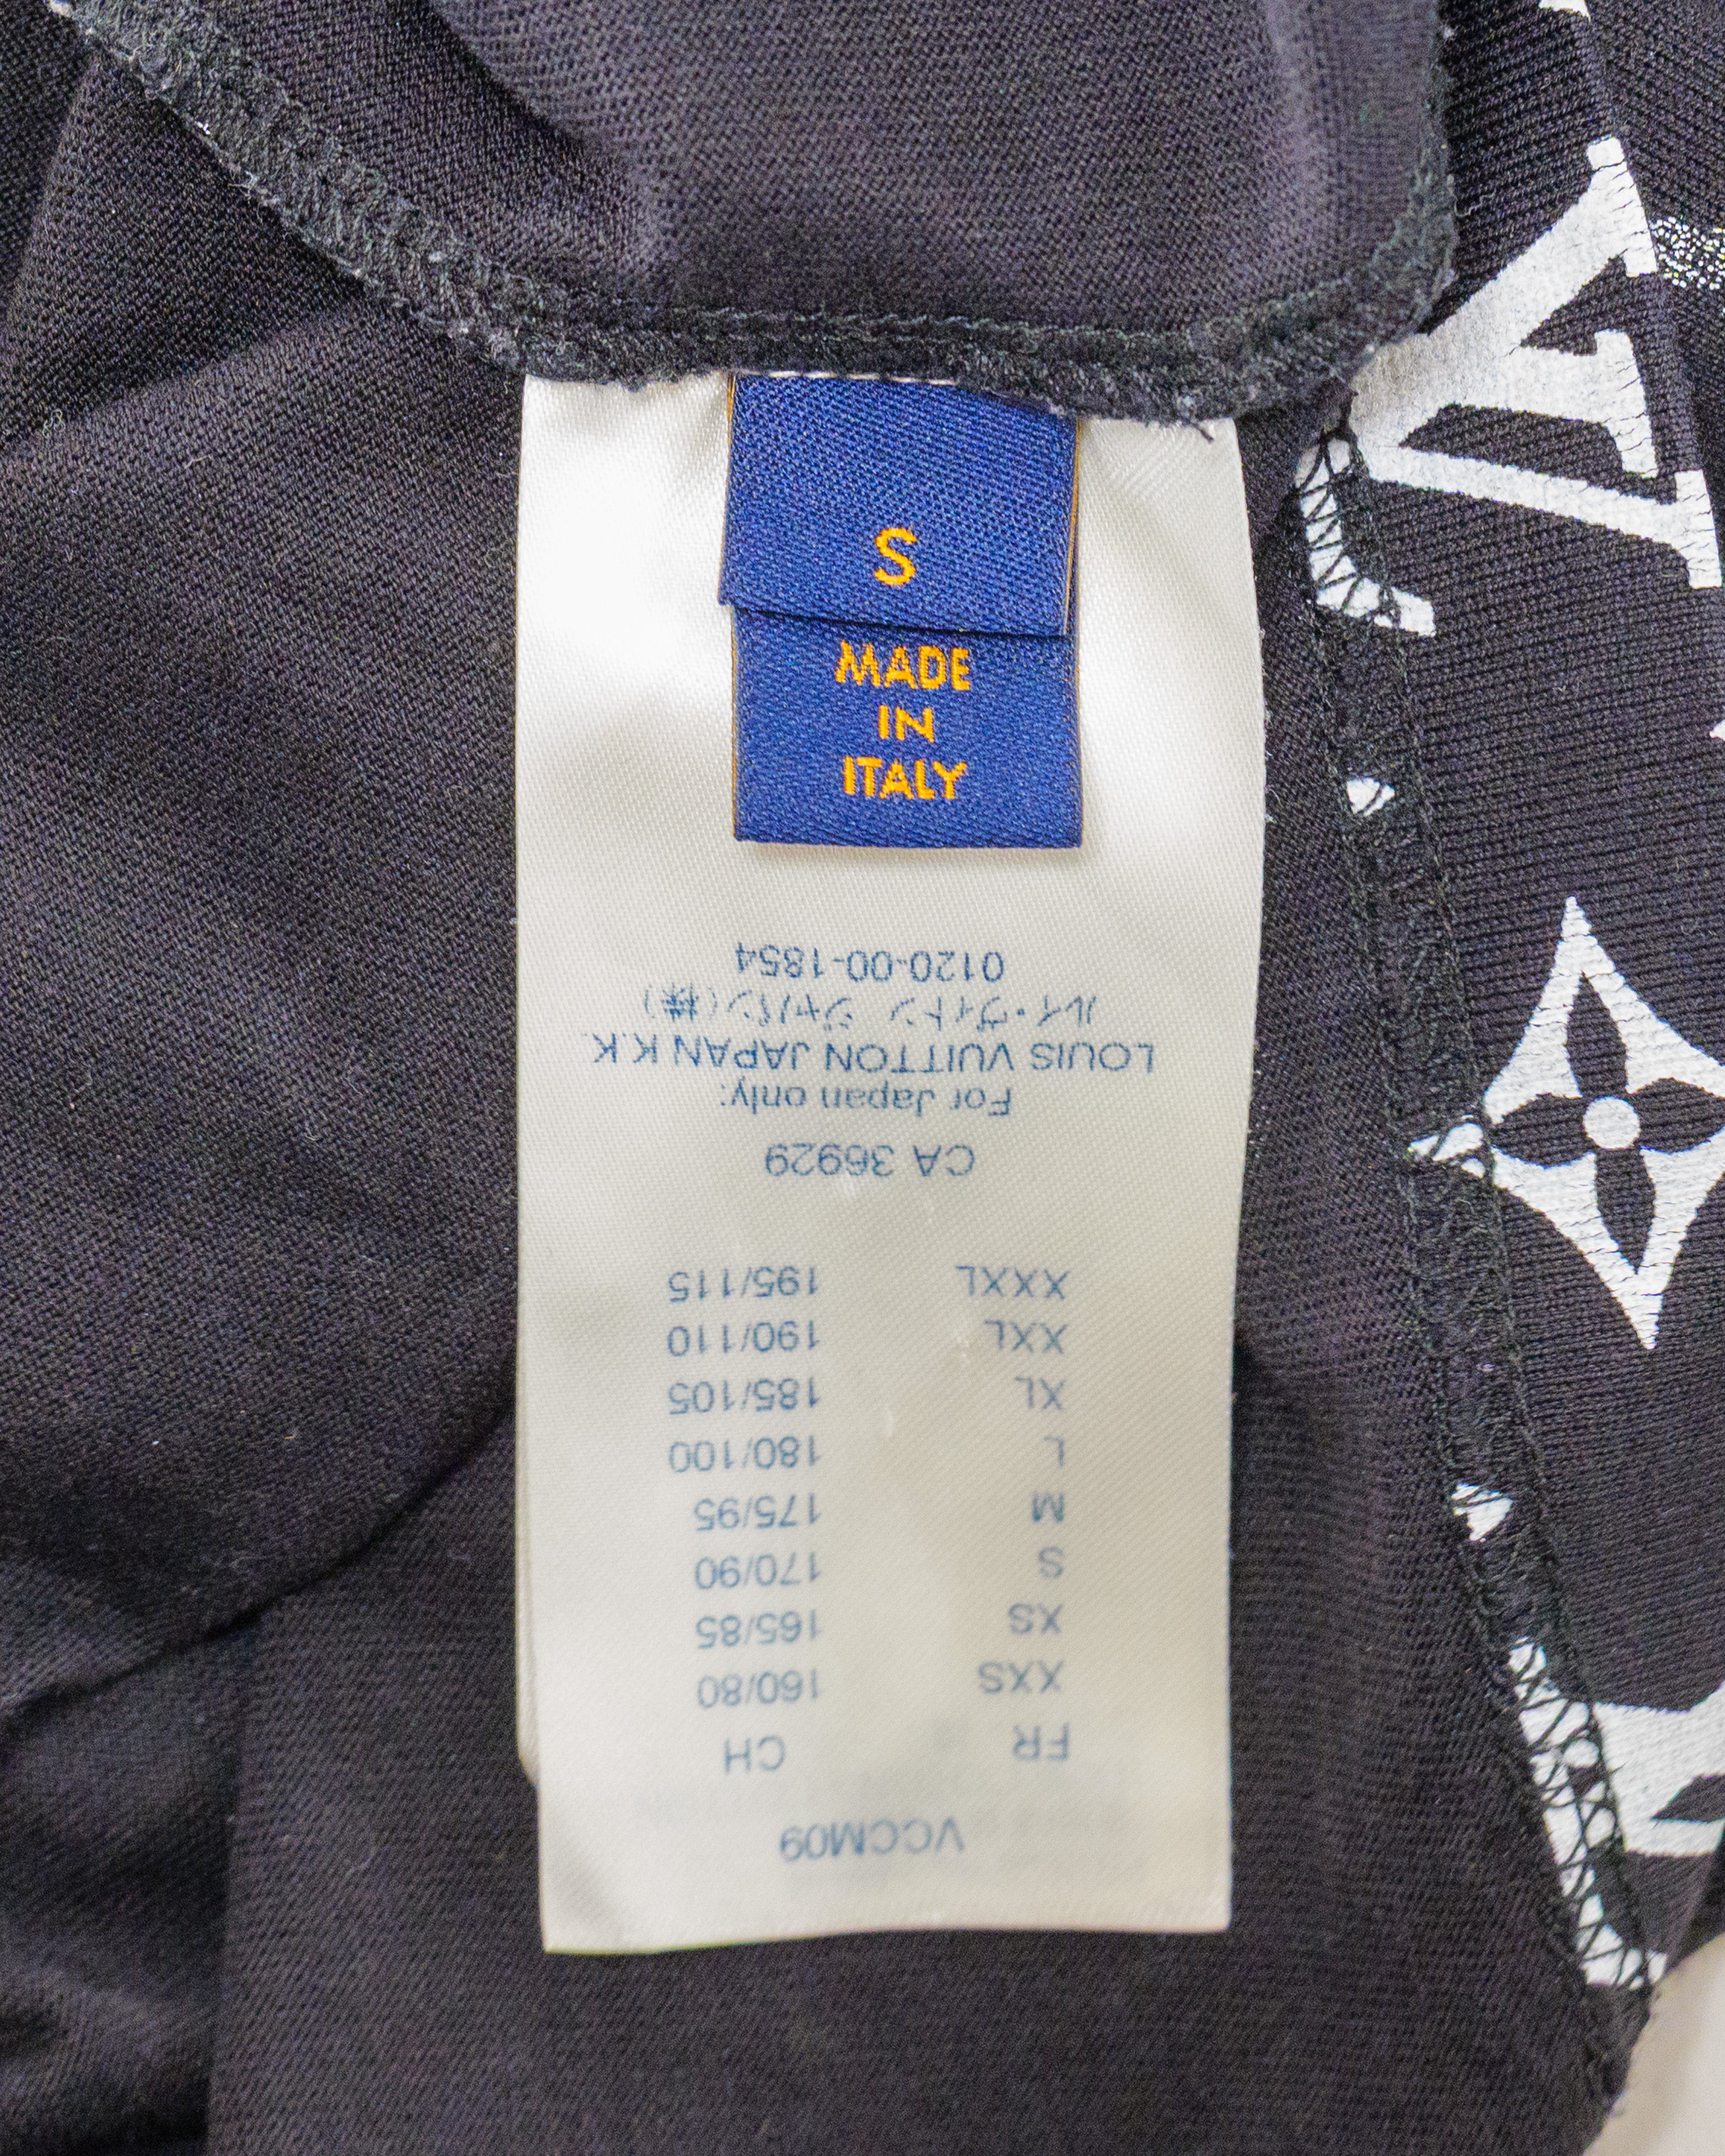 S
MADE
IN
ITALY
VCCM09
FR CH
XXS 160/80
XS 165/85
S 170/90
M 175/95
L 180/100
XL 185/105
XXL 190/110
XXXL 195/115
CA 36929
For Japan only:
LOUIS VUITTON JAPAN K.K.
ルイ・ヴィトン ジャパン(株)
0120-00-1854
LV